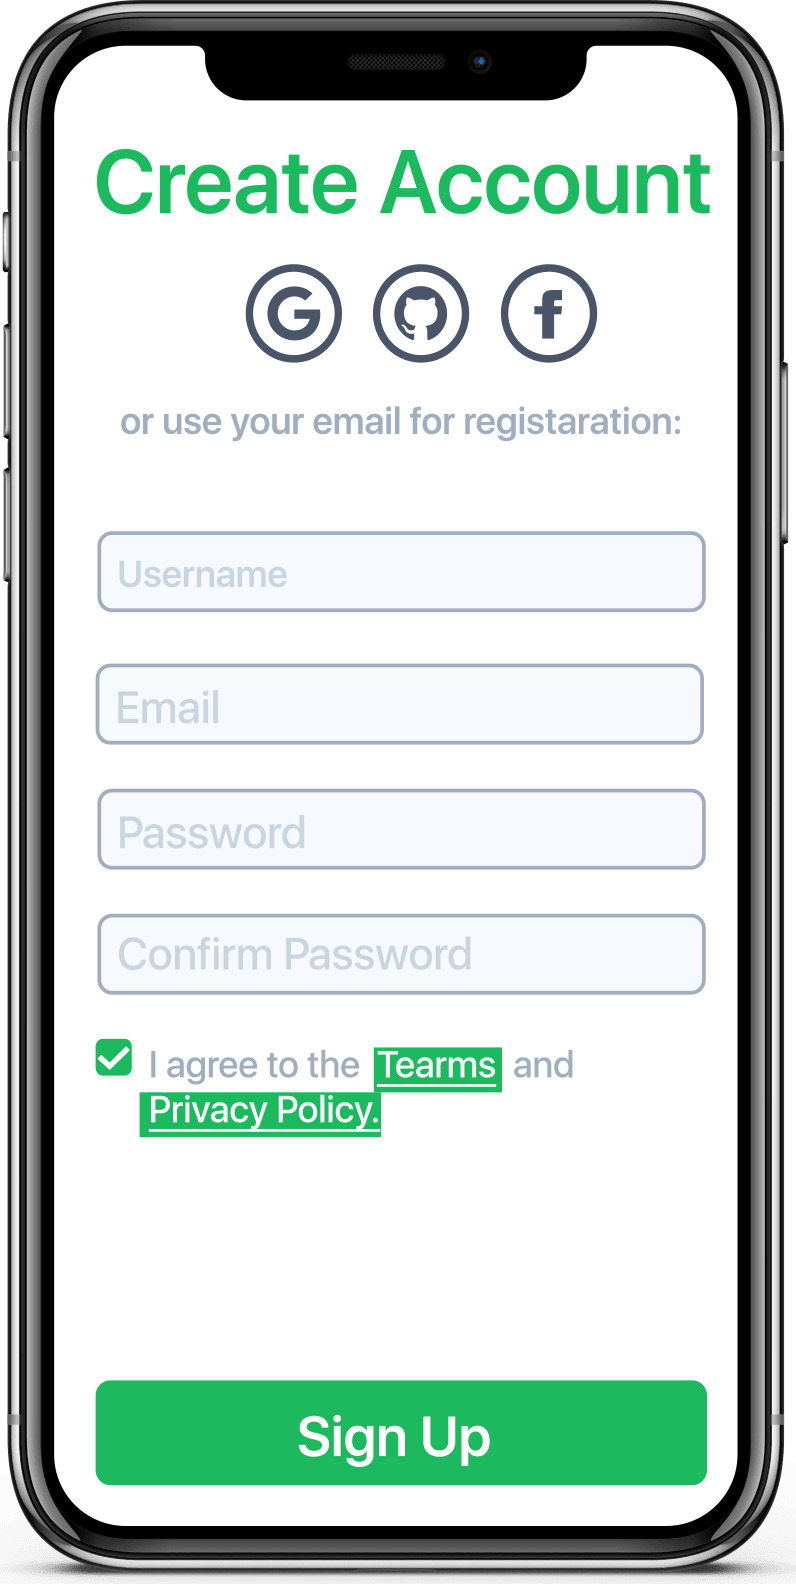 Create Account
or use your email for registaration:
Username
Email
Password
Confirm Password
I agree to the Tearms and
Privacy Policy.
Sign Up